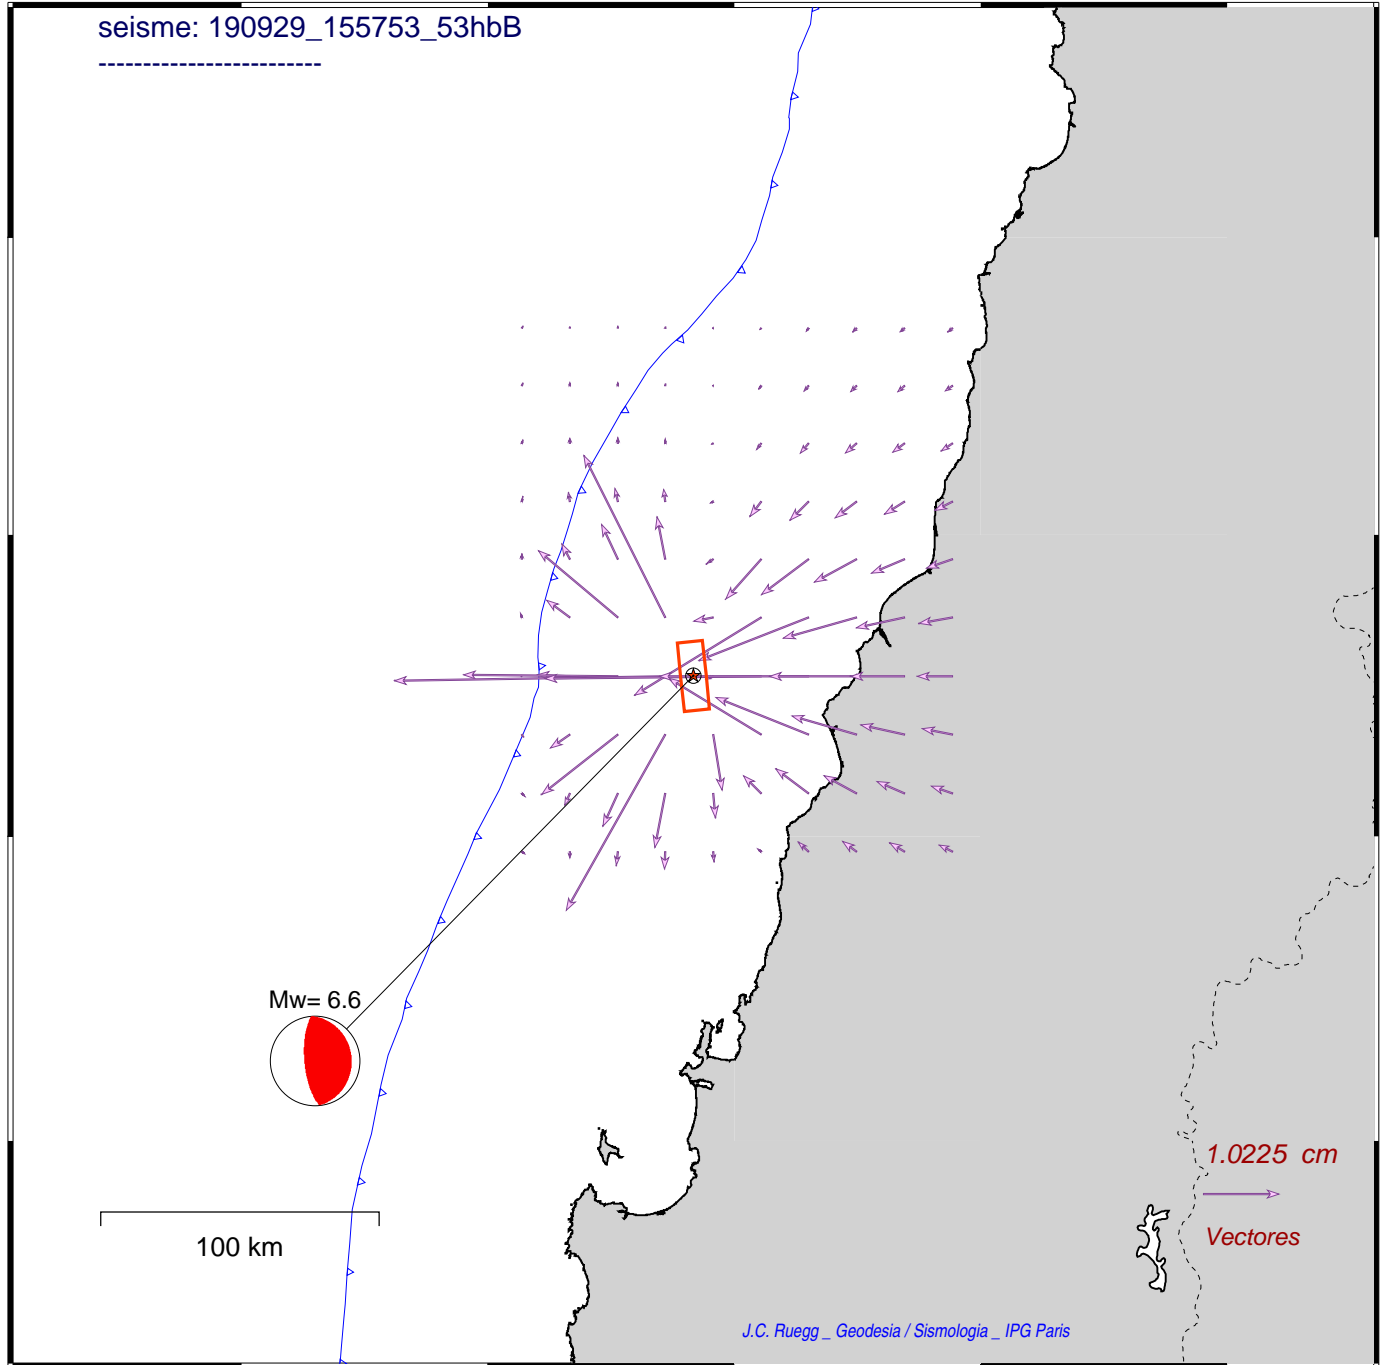 seisme: 190929_155753_53hbB
-------------------------
Mw= 6.6
1.0225 cm
Vectores
100 km
J.C. Ruegg _ Geodesia / Sismologia _ IPG Paris